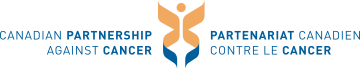 CANADIAN PARTNERSHIP
AGAINST CANCER
PARTENARIAT CANADIEN
CONTRE LE CANCER